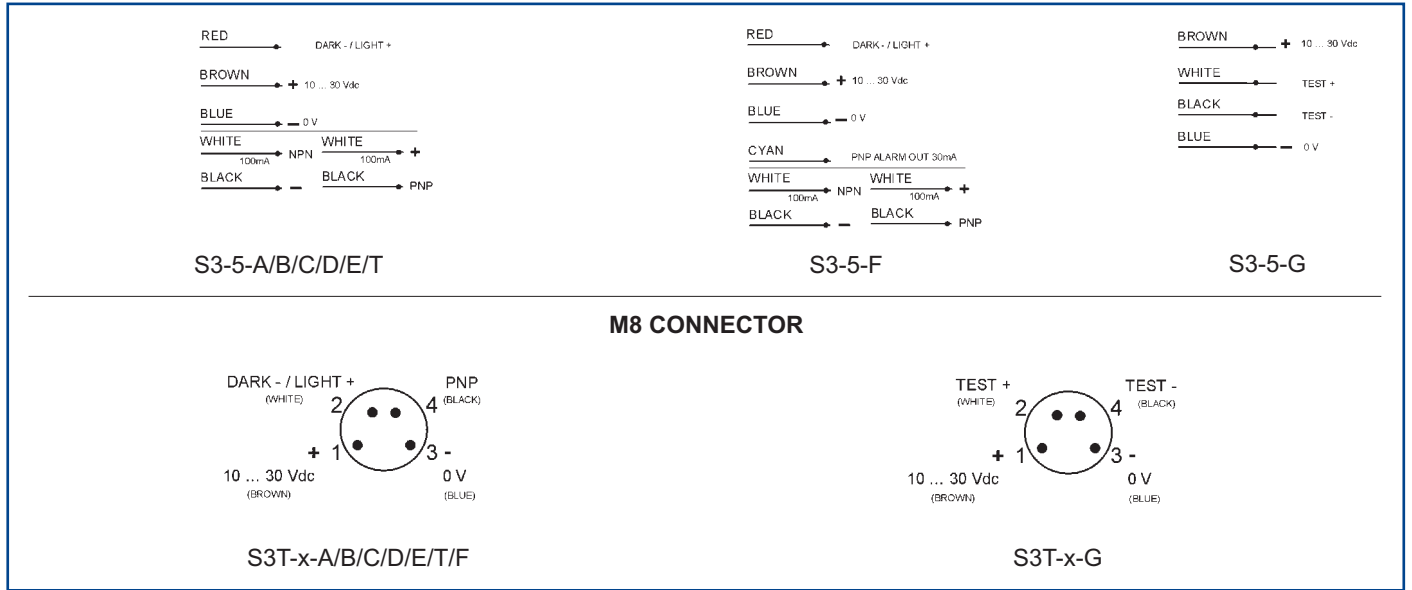 RED
DARK - / LIGHT +
BROWN
+ 10 ... 30 Vdc
BLUE
- 0 V
WHITE WHITE
100mA NPN 100mA +
BLACK BLACK
- PNP
S3-5-A/B/C/D/E/T
RED
DARK - / LIGHT +
BROWN
+ 10 ... 30 Vdc
BLUE
- 0 V
CYAN
PNP ALARM OUT 30mA
WHITE WHITE
100mA NPN 100mA +
BLACK BLACK
- PNP
S3-5-F
BROWN
+ 10 ... 30 Vdc
WHITE
TEST +
BLACK
TEST -
BLUE
- 0 V
S3-5-G
M8 CONNECTOR
DARK - / LIGHT + PNP
(WHITE) 2 4 (BLACK)
+ 1 3 -
10 ... 30 Vdc 0 V
(BROWN) (BLUE)
S3T-x-A/B/C/D/E/T/F
TEST + TEST -
(WHITE) 2 4 (BLACK)
+ 1 3 -
10 ... 30 Vdc 0 V
(BROWN) (BLUE)
S3T-x-G